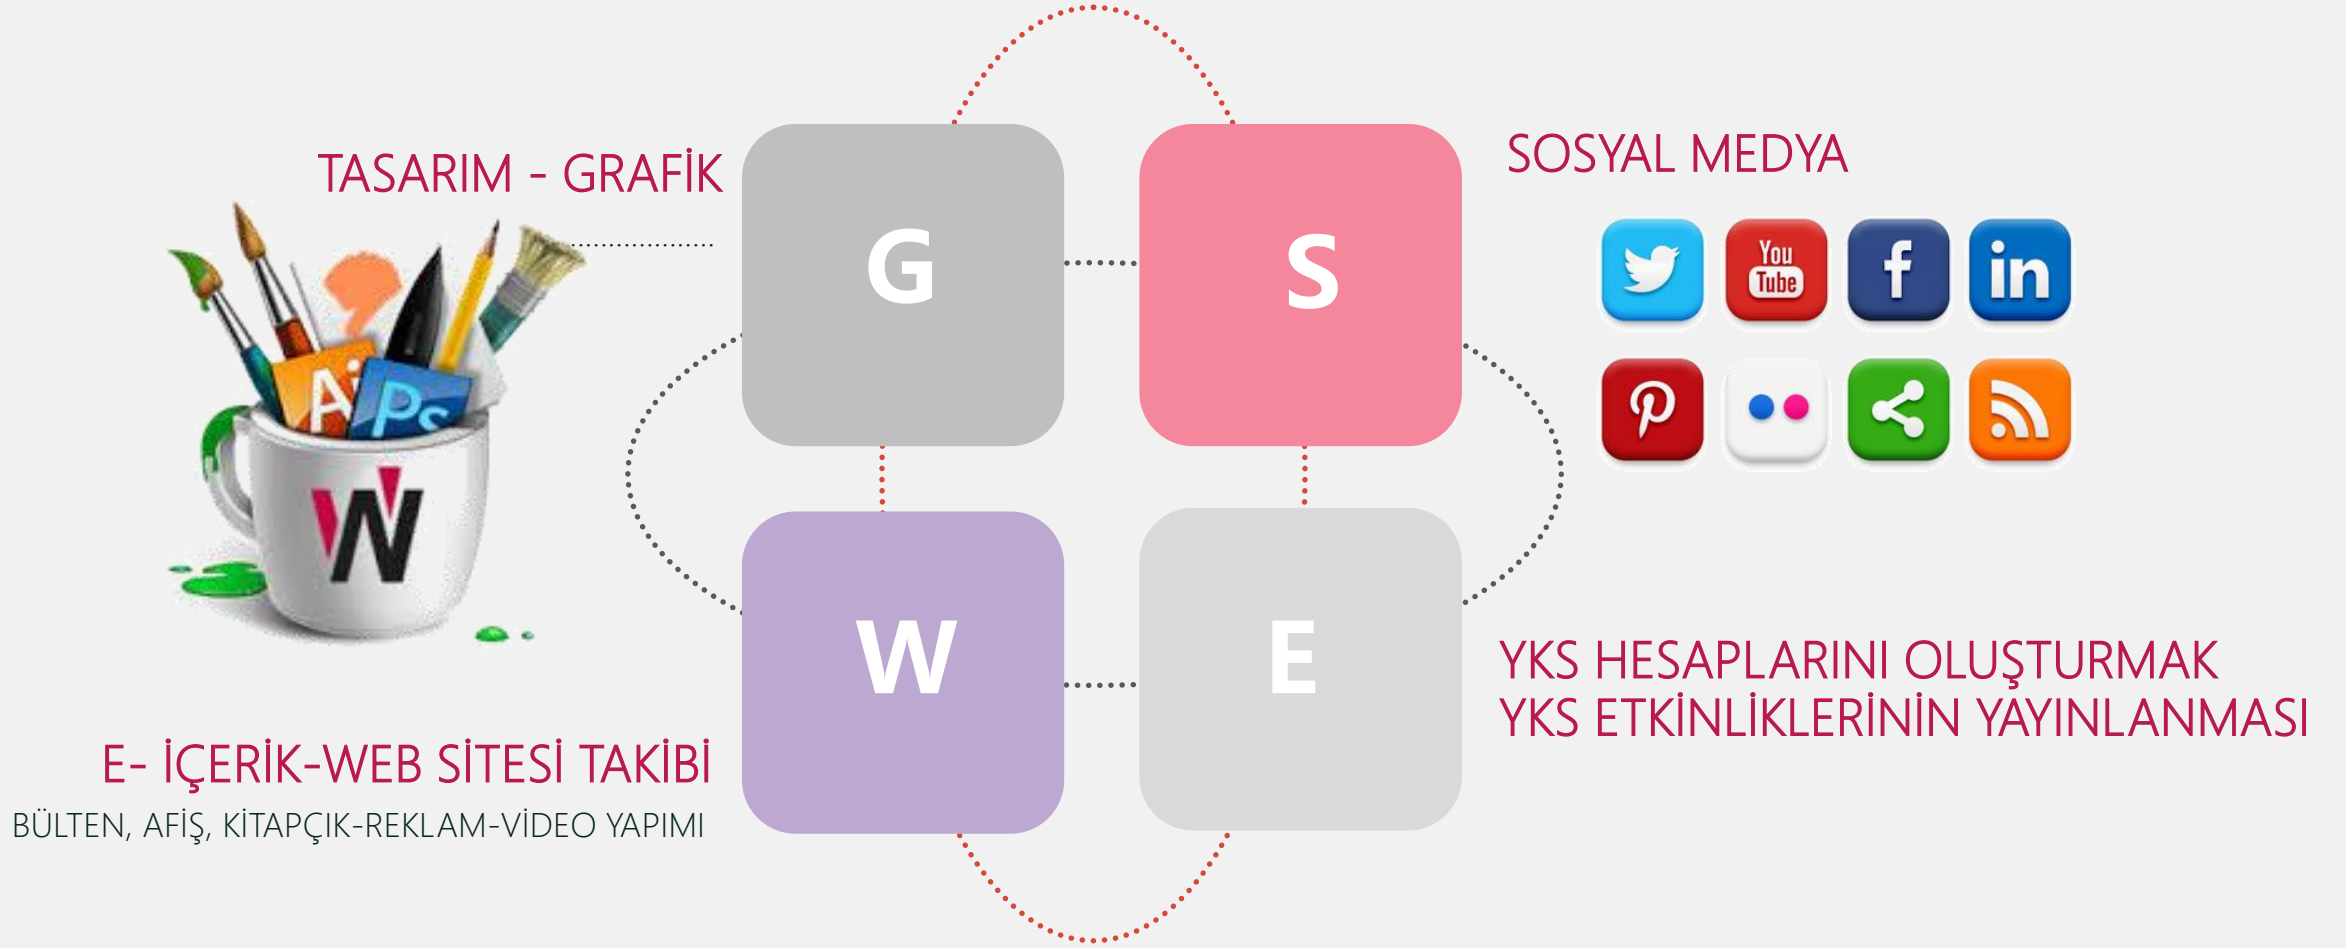 TASARIM - GRAFİK
Ai
Ps
W
G
S
W
E
SOSYAL MEDYA
You
Tube
f
in
E- İÇERİK-WEB SİTESİ TAKİBİ
BÜLTEN, AFİŞ, KİTAPÇIK-REKLAM-VİDEO YAPIMI
YKS HESAPLARINI OLUŞTURMAK
YKS ETKİNLİKLERİNİN YAYINLANMASI